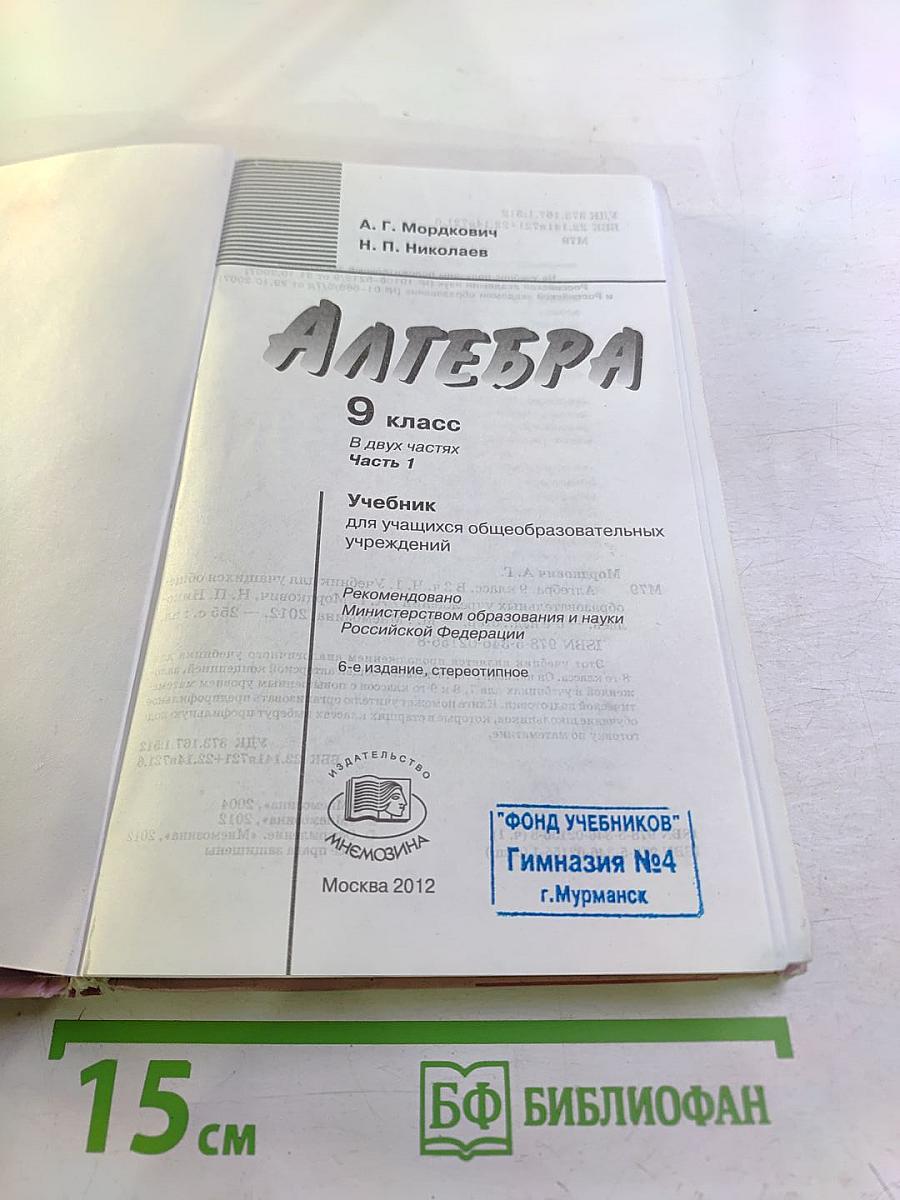 А. Г. Мордкович
Н. П. Николаев
АЛГЕБРА
9 класс
В двух частях
Часть 1
Учебник
для учащихся общеобразовательных
учреждений
Рекомендовано
Министерством образования и науки
Российской Федерации
6-е издание, стереотипное
ИЗДАТЕЛЬСТВО
МНЕМОЗИНА
Москва 2012
"ФОНД УЧЕБНИКОВ"
Гимназия №4
г.Мурманск
15 см
БФ БИБЛИОФАН